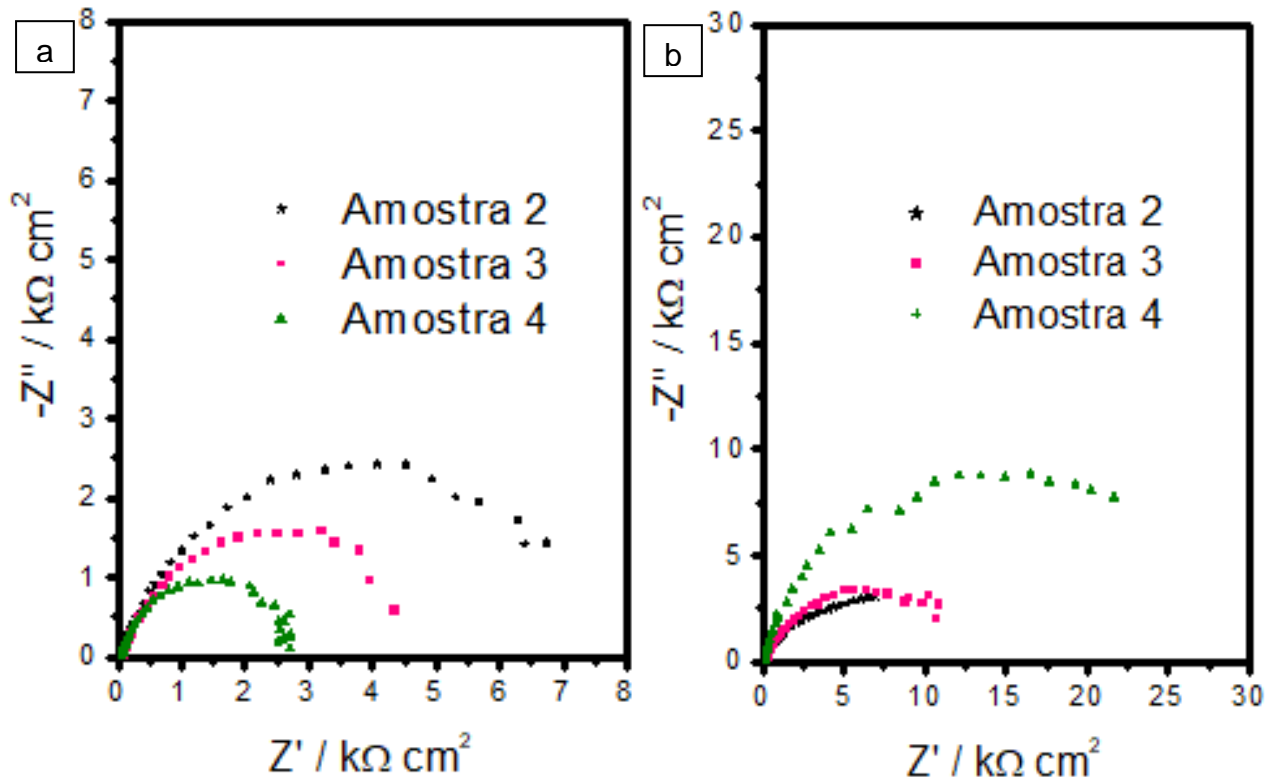 a
8
7
6
5
4
3
2
1
0
-Z'' / kΩ cm²
Amostra 2
Amostra 3
Amostra 4
0 1 2 3 4 5 6 7 8
Z' / kΩ cm²
b
30
25
20
15
10
5
0
-Z'' / kΩ cm²
Amostra 2
Amostra 3
Amostra 4
0 5 10 15 20 25 30
Z' / kΩ cm²